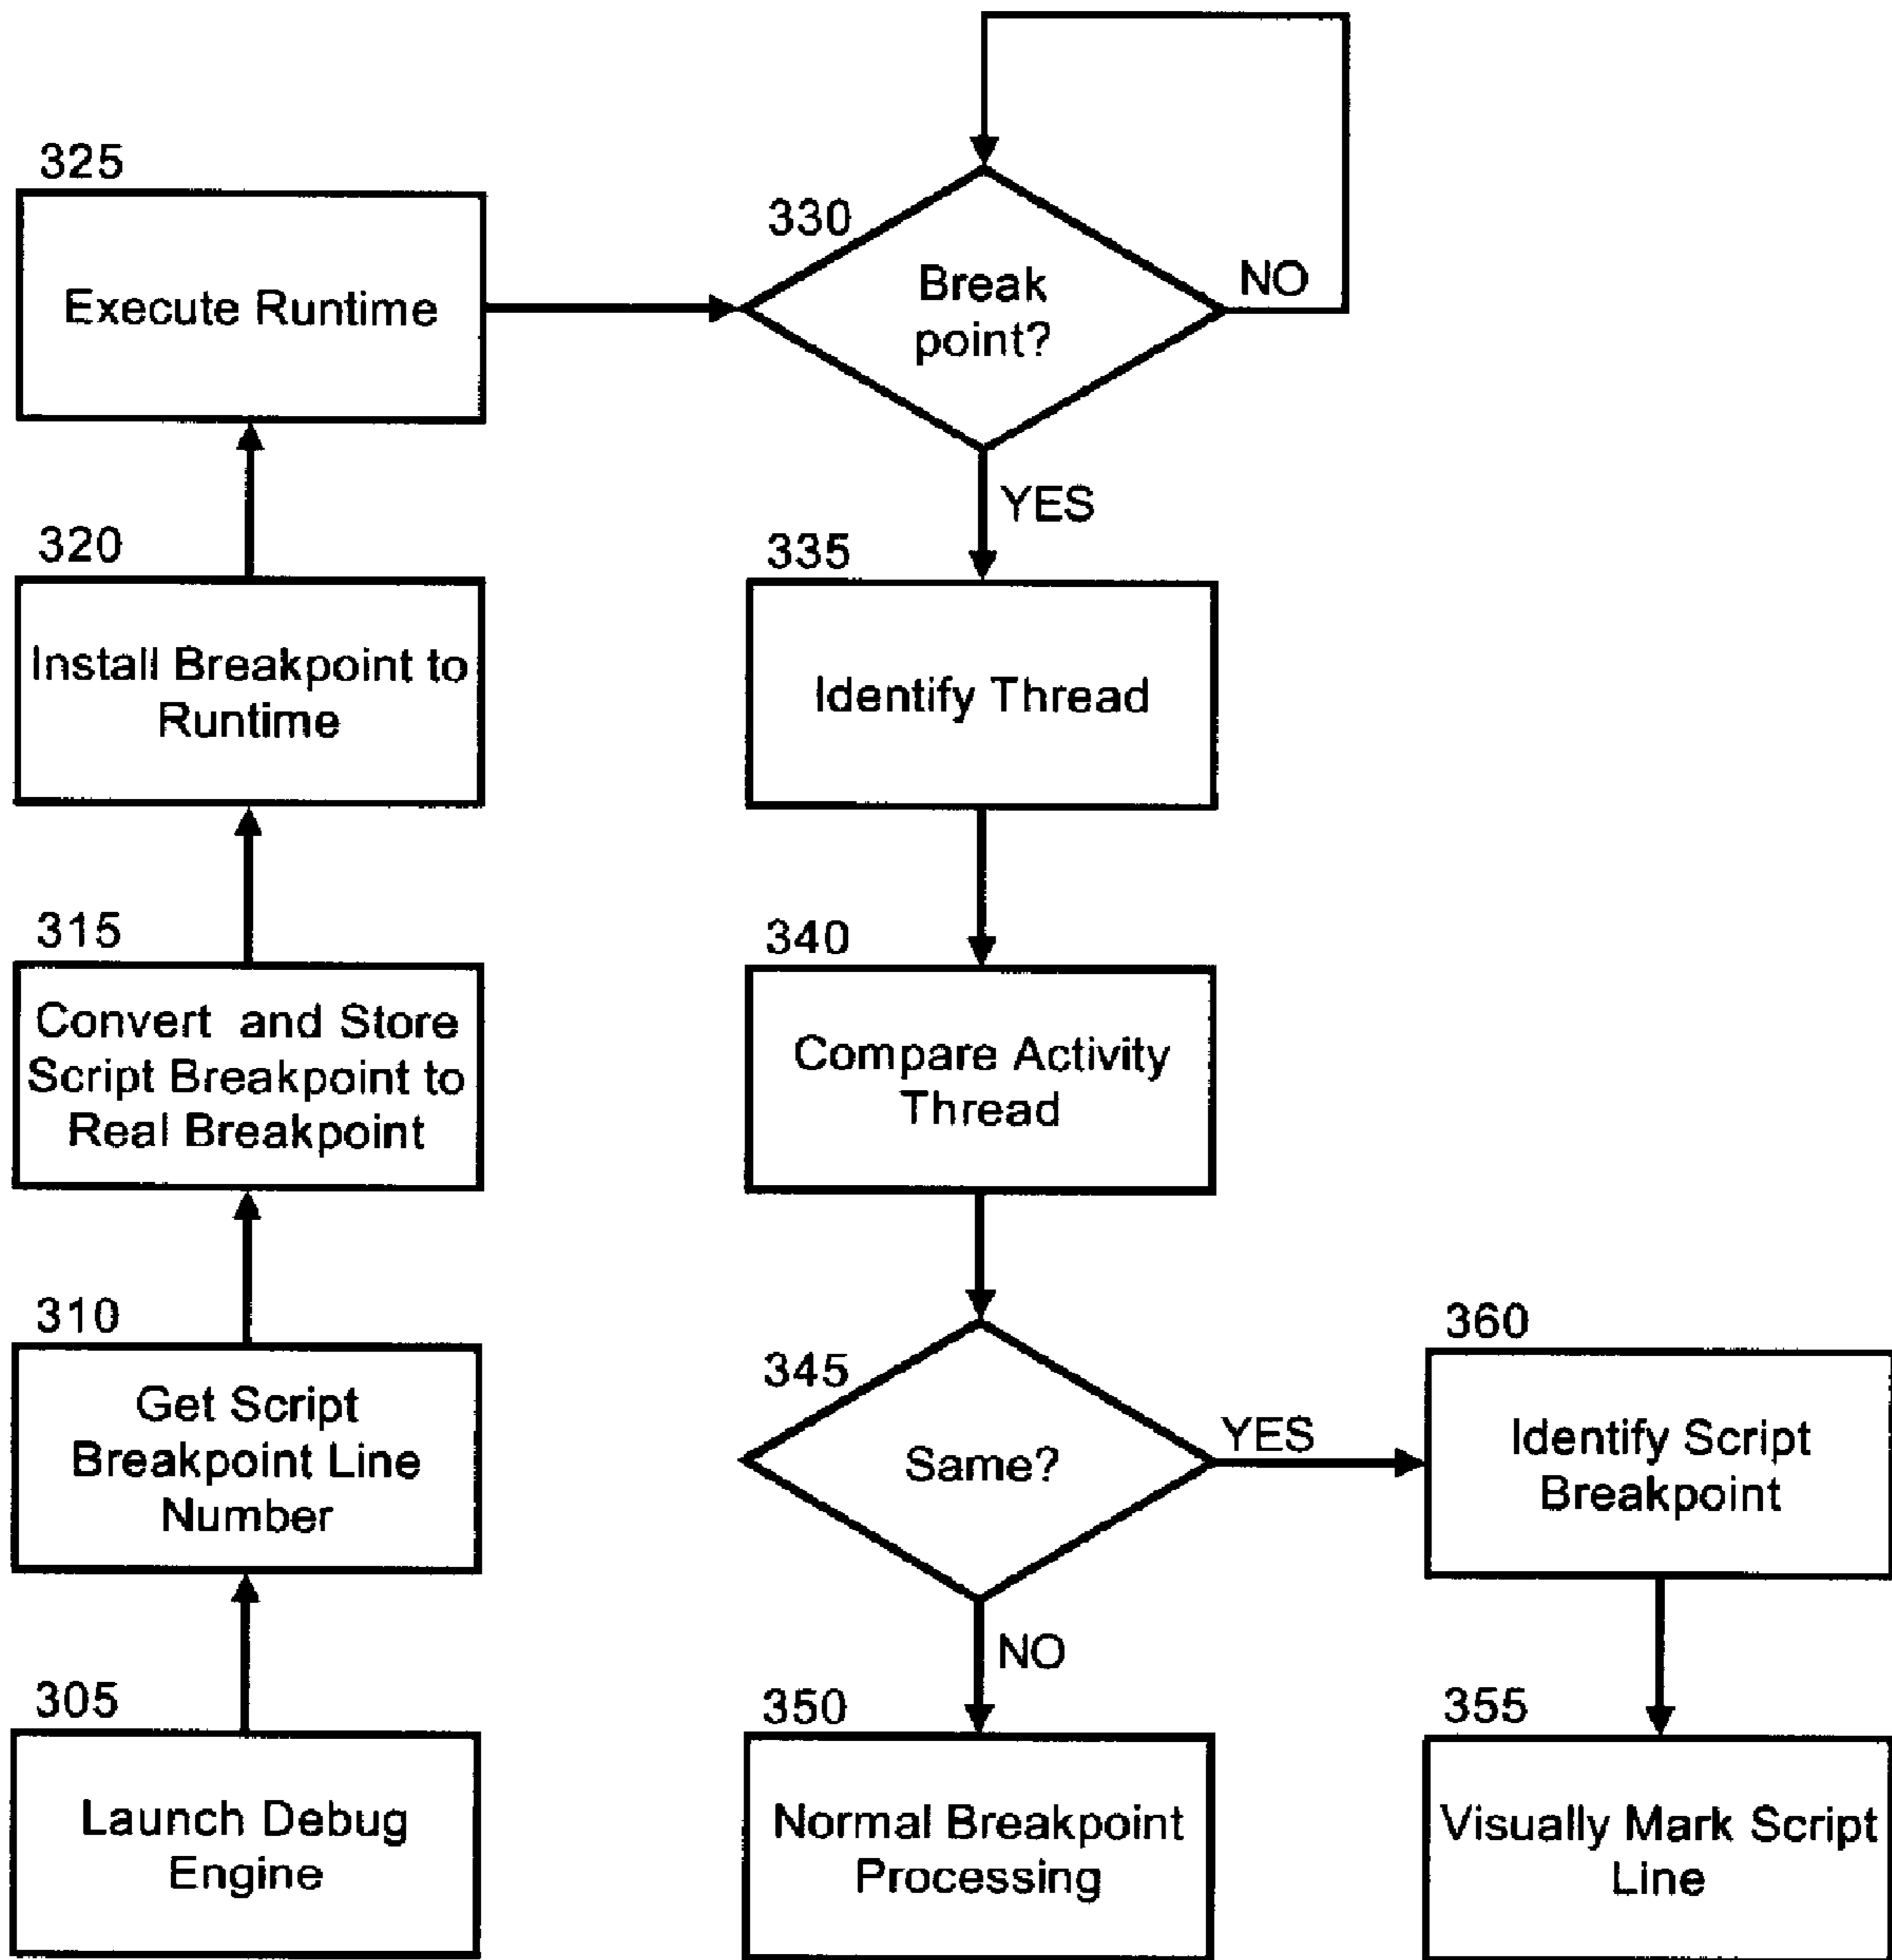 325
Execute Runtime
330
Break
point?
NO
YES
320
Install Breakpoint to
Runtime
335
Identify Thread
315
Convert and Store
Script Breakpoint to
Real Breakpoint
340
Compare Activity
Thread
310
Get Script
Breakpoint Line
Number
345
Same?
YES
NO
360
Identify Script
Breakpoint
305
Launch Debug
Engine
350
Normal Breakpoint
Processing
355
Visually Mark Script
Line